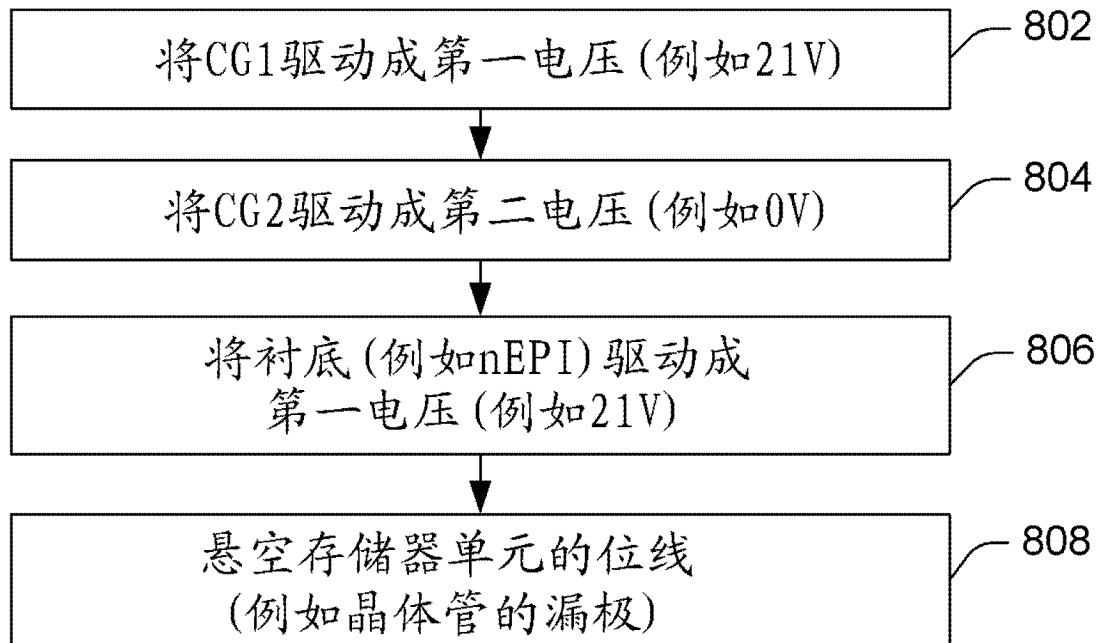 将CG1驱动成第一电压(例如21V)
802
将CG2驱动成第二电压(例如0V)
804
将衬底(例如nEPI)驱动成
第一电压(例如21V)
806
悬空存储器单元的位线
(例如晶体管的漏极)
808